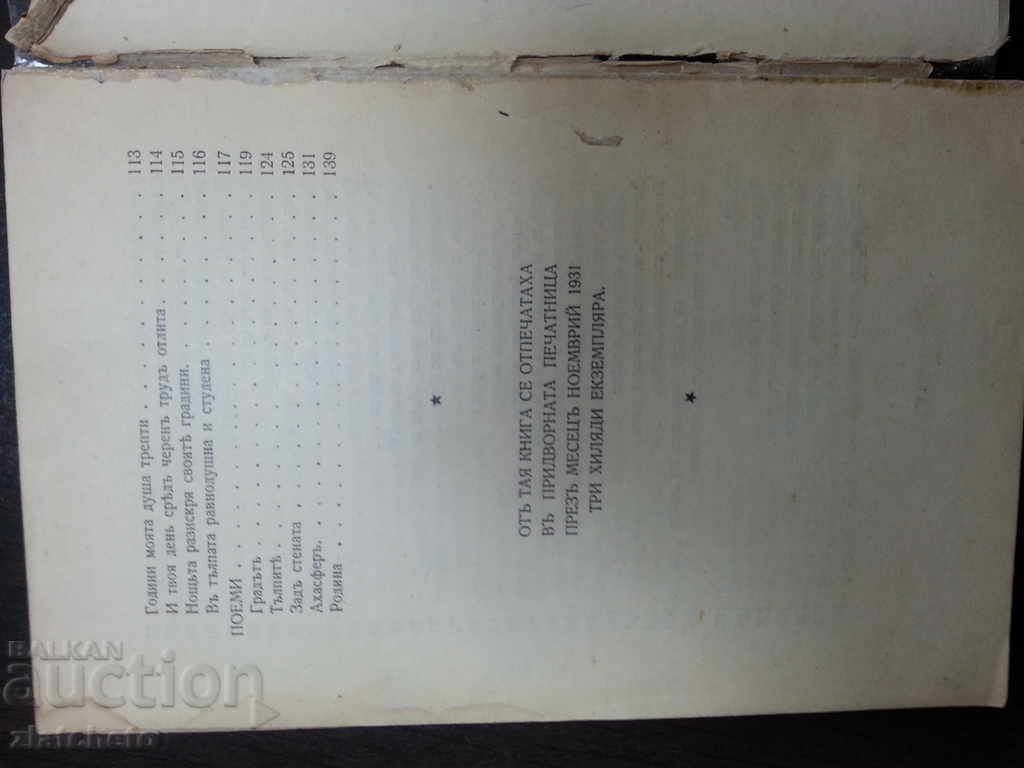 Години моята душа трепти . . . . . . . . 113
И твоя день срѣдъ черенъ трудъ отлита . . . . . . 114
Нощьта разискря своитѣ градини. . . . . . . . 115
Въ тълпата равнодушна и студена . . . . . . . 116
ПОЕМИ . . . . . . . . . . . . . . . 117
Градътъ . . . . . . . . . . . . . . . 119
Тълпитѣ . . . . . . . . . . . . . . . 124
Задъ стената . . . . . . . . . . . . . . 125
Ахасферъ. . . . . . . . . . . . . . . 131
Родина . . . . . . . . . . . . . . . 139
★
ОТЪ ТАЯ КНИГА СЕ ОТПЕЧАТАХА
ВЪ ПРИДВОРНАТА ПЕЧАТНИЦА
ПРЕЗЪ МЕСЕЦЪ НОЕМВРИЙ 1931
ТРИ ХИЛЯДИ ЕКЗЕМПЛЯРА.
★
BALKAN
auction
zlatcheto